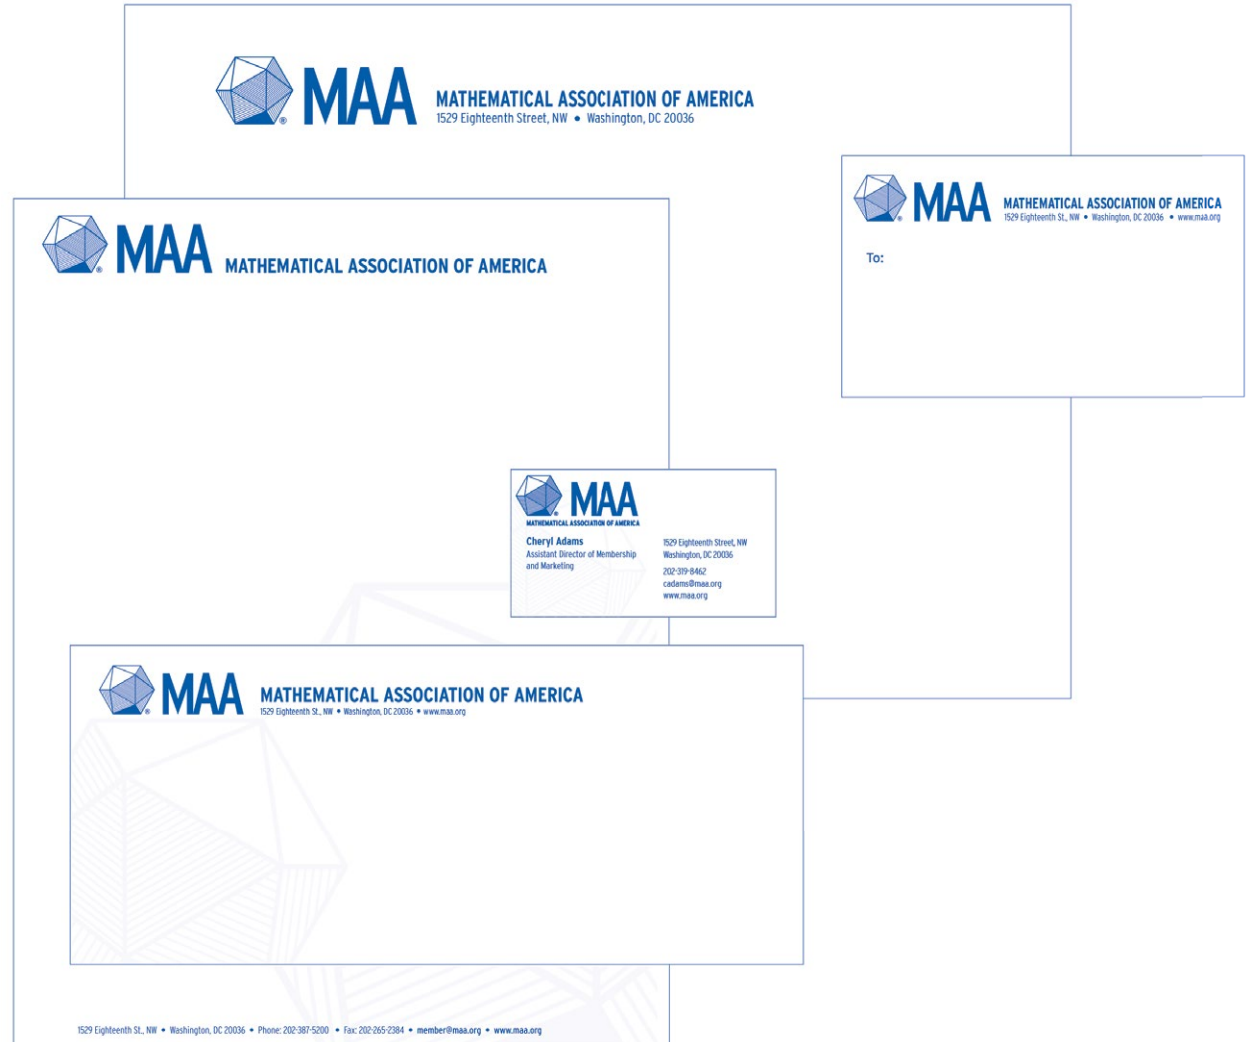 MAA MATHEMATICAL ASSOCIATION OF AMERICA
1529 Eighteenth Street, NW • Washington, DC 20036
MAA MATHEMATICAL ASSOCIATION OF AMERICA
1529 Eighteenth St., NW • Washington, DC 20036 • www.maa.org
To:
MAA MATHEMATICAL ASSOCIATION OF AMERICA
MAA
MATHEMATICAL ASSOCIATION OF AMERICA
Cheryl Adams
Assistant Director of Membership
and Marketing
1529 Eighteenth Street, NW
Washington, DC 20036
202-319-8462
cadams@maa.org
www.maa.org
MAA MATHEMATICAL ASSOCIATION OF AMERICA
1529 Eighteenth St., NW • Washington, DC 20036 • www.maa.org
1529 Eighteenth St., NW • Washington, DC 20036 • Phone: 202-387-5200 • Fax: 202-265-2384 • member@maa.org • www.maa.org